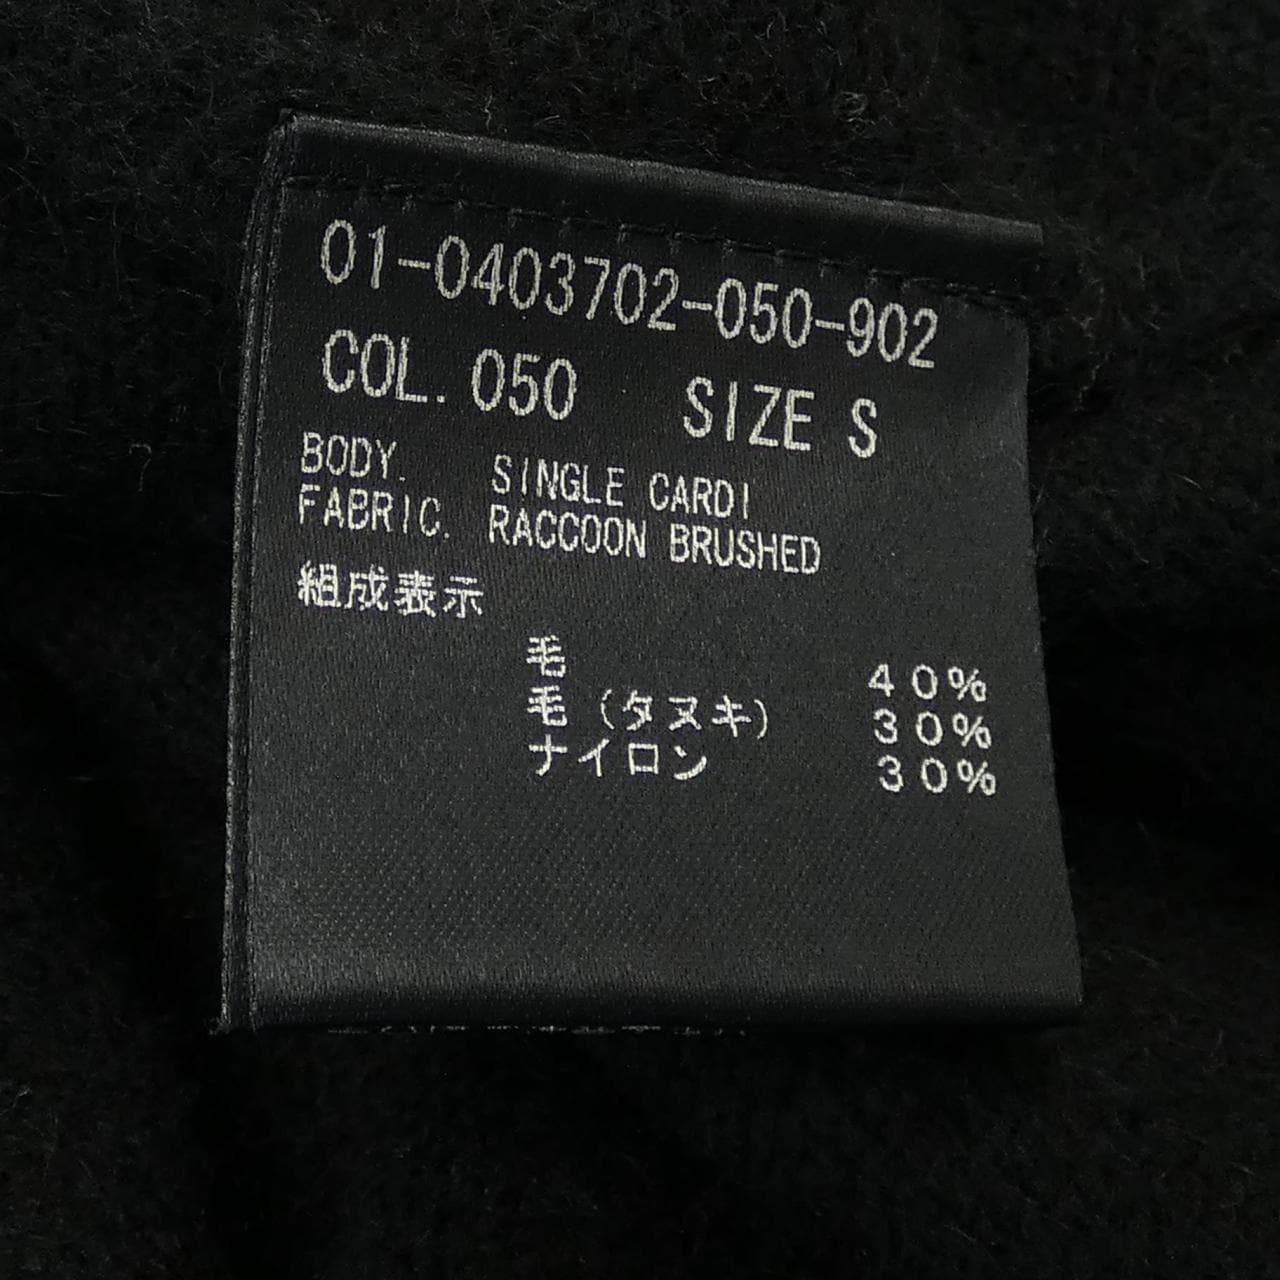 01-0403702-050-902
COL. 050 SIZE S
BODY. SINGLE CARDI
FABRIC. RACCOON BRUSHED
組成表示
毛 40%
毛 (タヌキ) 30%
ナイロン 30%